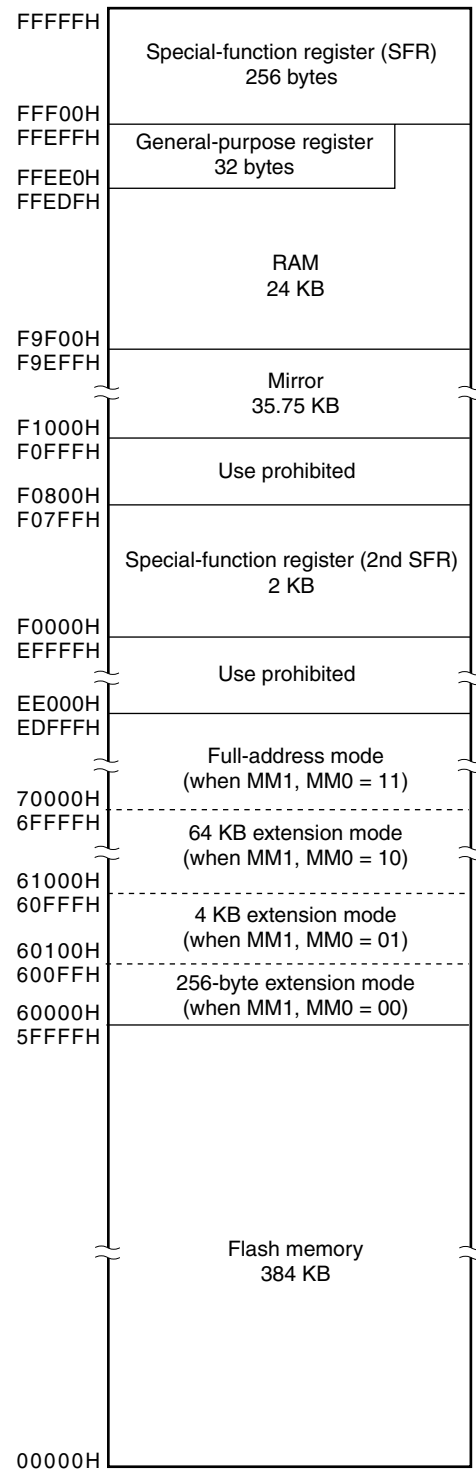 FFFFFH
Special-function register (SFR)
256 bytes
FFF00H
FFEFFH
General-purpose register
32 bytes
FFEE0H
FFEDFH
RAM
24 KB
F9F00H
F9EFFH
Mirror
35.75 KB
F1000H
F0FFFH
Use prohibited
F0800H
F07FFH
Special-function register (2nd SFR)
2 KB
F0000H
EFFFFH
Use prohibited
EE000H
EDFFFH
Full-address mode
(when MM1, MM0 = 11)
70000H
6FFFFH
64 KB extension mode
(when MM1, MM0 = 10)
61000H
60FFFH
4 KB extension mode
(when MM1, MM0 = 01)
60100H
600FFH
256-byte extension mode
(when MM1, MM0 = 00)
60000H
5FFFFH
Flash memory
384 KB
00000H